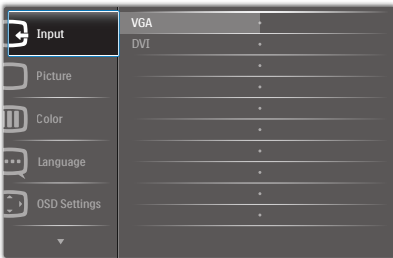 Input
VGA
DVI
Picture
Color
Language
OSD Settings